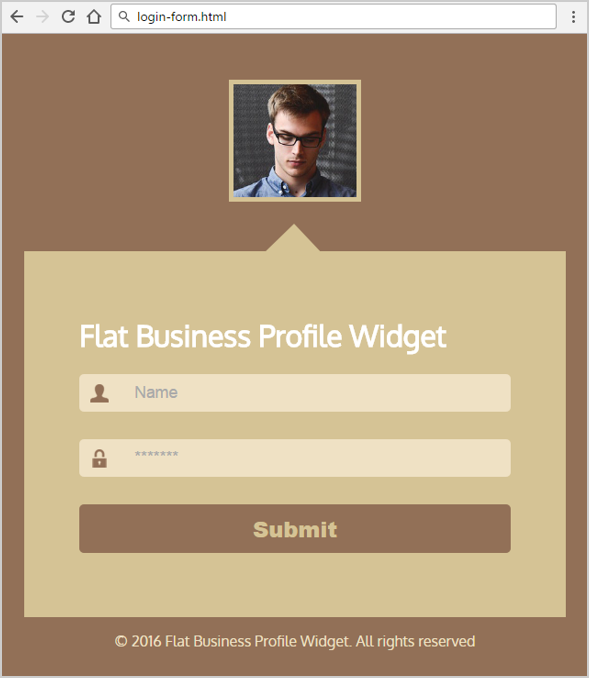 login-form.html
Flat Business Profile Widget
Name
*******
Submit
© 2016 Flat Business Profile Widget. All rights reserved